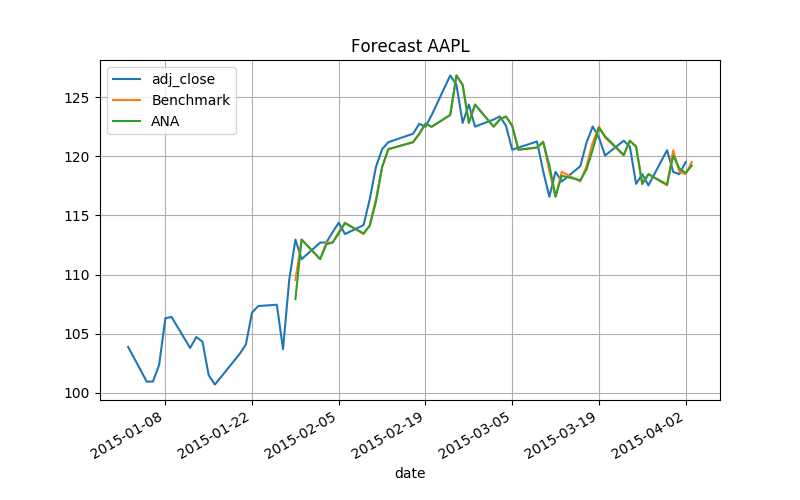 Forecast AAPL
adj_close
Benchmark
ANA
125
120
115
110
105
100
2015-01-08
2015-01-22
2015-02-05
2015-02-19
2015-03-05
2015-03-19
2015-04-02
date